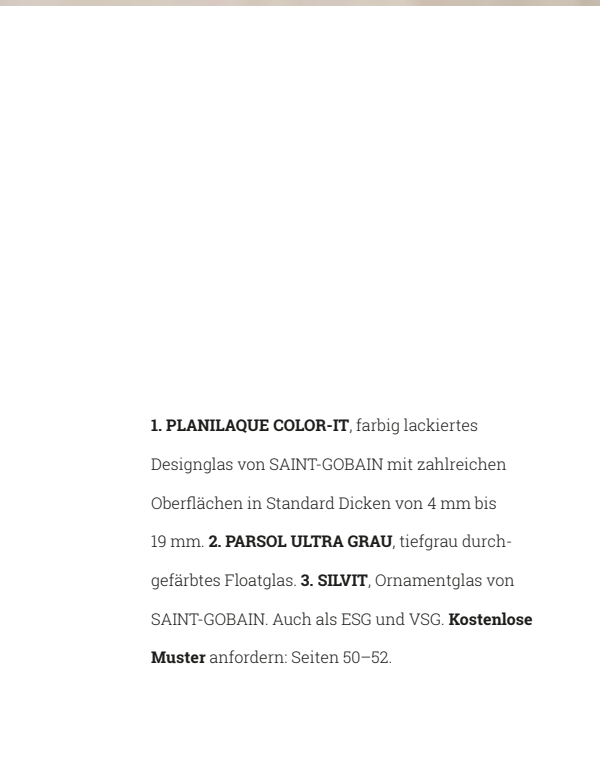 1. PLANILAQUE COLOR-IT, farbig lackiertes
Designglas von SAINT-GOBAIN mit zahlreichen
Oberflächen in Standard Dicken von 4 mm bis
19 mm. 2. PARSOL ULTRA GRAU, tiefgrau durch-
gefärbtes Floatglas. 3. SILVIT, Ornamentglas von
SAINT-GOBAIN. Auch als ESG und VSG. Kostenlose
Muster anfordern: Seiten 50–52.